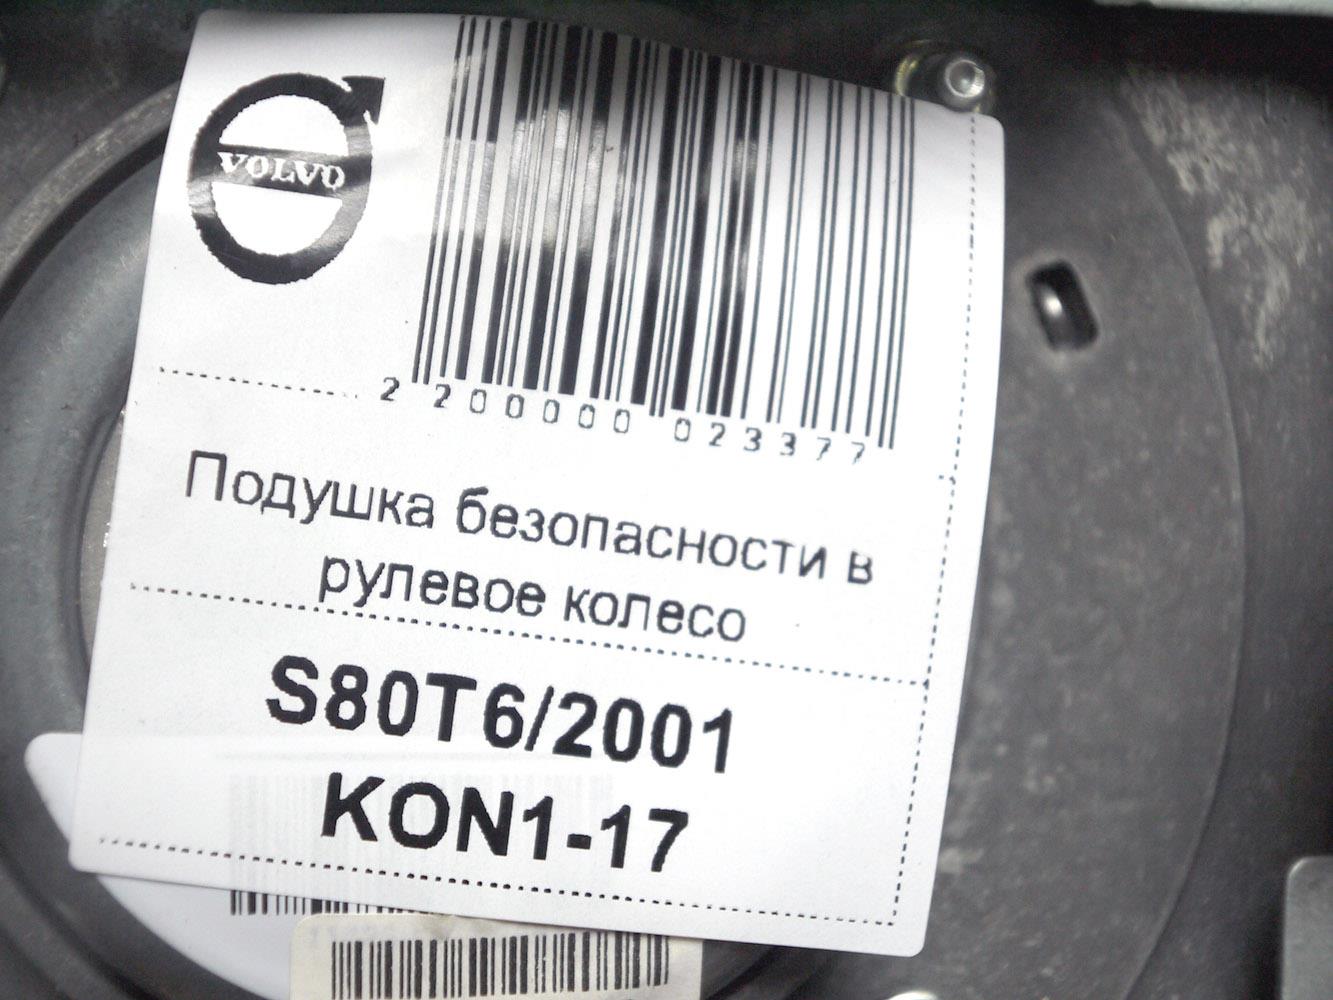 VOLVO
2 200000 023377
Подушка безопасности в
рулевое колесо
S80T6/2001
KON1-17